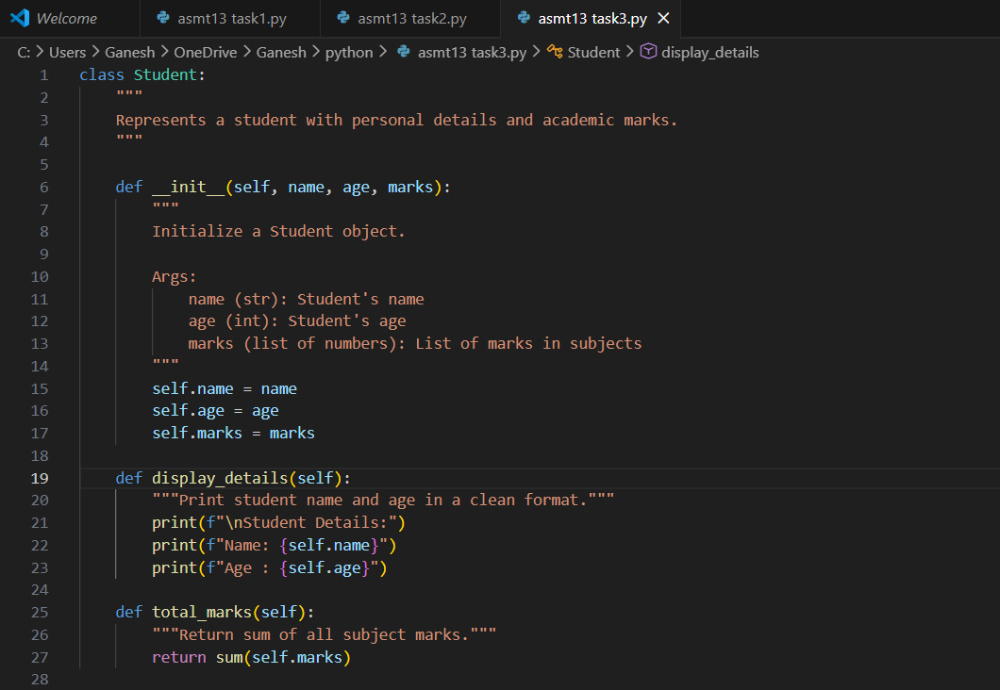 Welcome asmt13 task1.py asmt13 task2.py asmt13 task3.py
C: > Users > Ganesh > OneDrive > Ganesh > python > asmt13 task3.py > Student > display_details
1 class Student:
2     """
3     Represents a student with personal details and academic marks.
4     """
5
6     def __init__(self, name, age, marks):
7         """
8         Initialize a Student object.
9
10         Args:
11             name (str): Student's name
12             age (int): Student's age
13             marks (list of numbers): List of marks in subjects
14         """
15         self.name = name
16         self.age = age
17         self.marks = marks
18
19     def display_details(self):
20         """Print student name and age in a clean format."""
21         print(f"\nStudent Details:")
22         print(f"Name: {self.name}")
23         print(f"Age : {self.age}")
24
25     def total_marks(self):
26         """Return sum of all subject marks."""
27         return sum(self.marks)
28